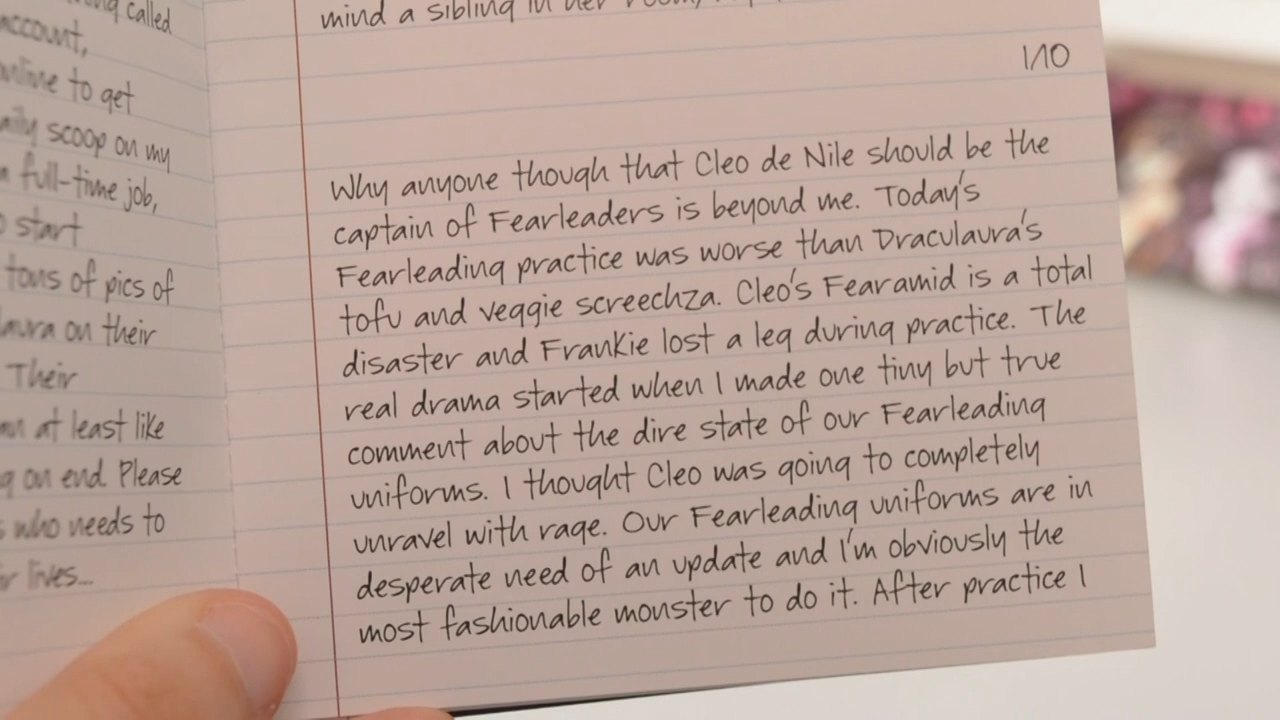 called
account,
to get
scoop on my
full-time job,
start
tons of pics of
on their
Their
at least like
on end. Please
who needs to
lives...
mind a sibling in her room,
1/10
Why anyone though that Cleo de Nile should be the
captain of Fearleaders is beyond me. Today's
Fearleading practice was worse than Draculaura's
tofu and veggie screechza. Cleo's Fearamid is a total
disaster and Frankie lost a leg during practice. The
real drama started when I made one tiny but true
comment about the dire state of our Fearleading
uniforms. I thought Cleo was going to completely
unravel with rage. Our Fearleading uniforms are in
desperate need of an update and I'm obviously the
most fashionable monster to do it. After practice I